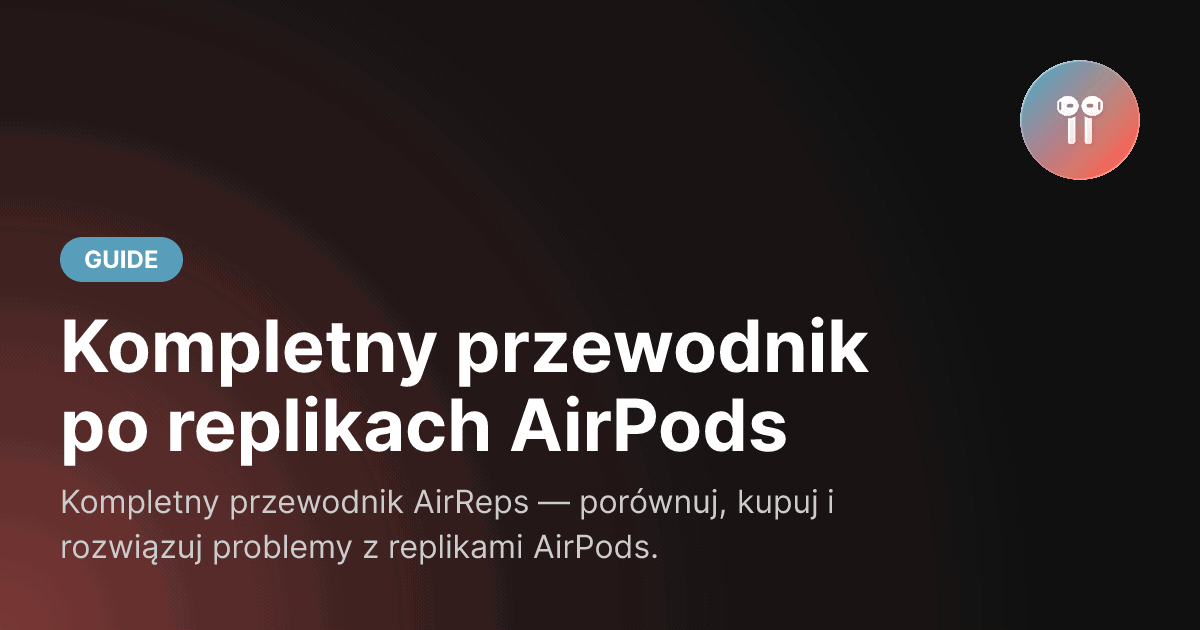 GUIDE
Kompletny przewodnik
po replikach AirPods
Kompletny przewodnik AirReps — porównuj, kupuj i
rozwiązuj problemy z replikami AirPods.